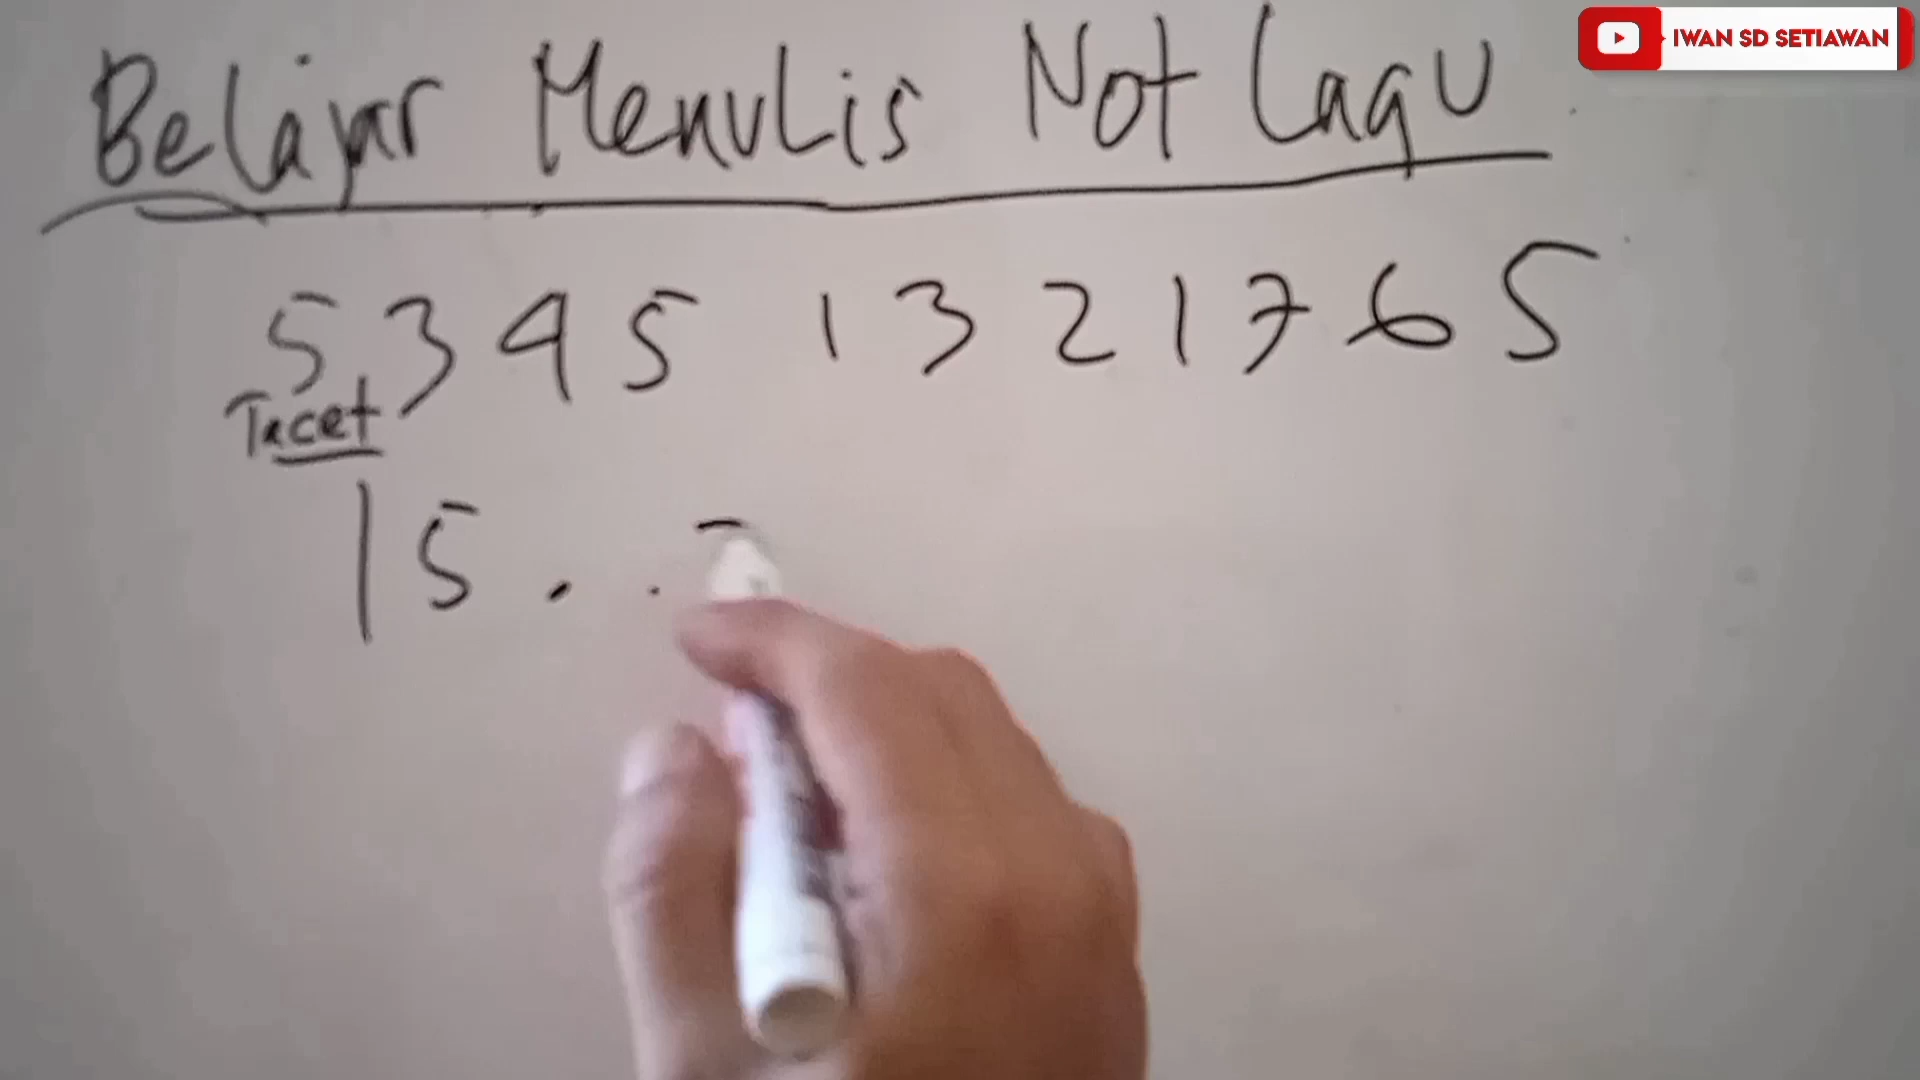 IWAN SD SETIAWAN
Belajar Menulis Not Lagu
5 3 4 5 1 3 2 1 7 6 5
Tacet
| 5 . .